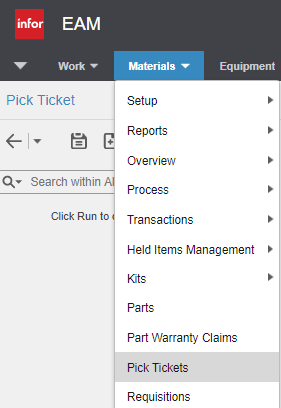 infor EAM
Work Materials Equipment
Pick Ticket
Search within Al
Click Run to
Setup
Reports
Overview
Process
Transactions
Held Items Management
Kits
Parts
Part Warranty Claims
Pick Tickets
Requisitions